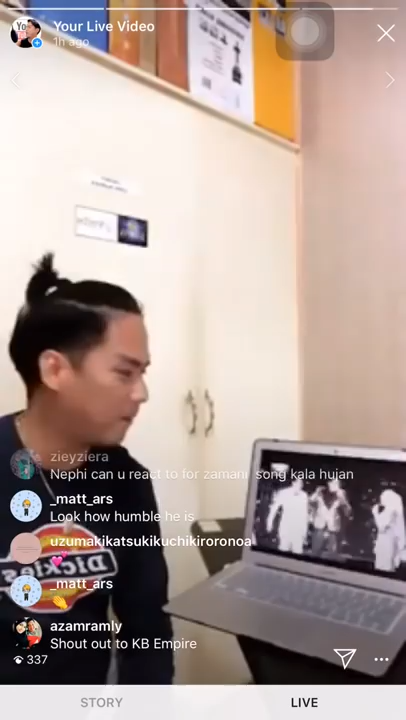 Yo
Your Live Video
1h ago
zieyziera
Nephi can u react to for zamani song kala hujan
_matt_ars
Look how humble he is
uzumakikatsukikuchikiroronoa
💕
_matt_ars
👏
Dickies
azamramly
Shout out to KB Empire
337
STORY
LIVE